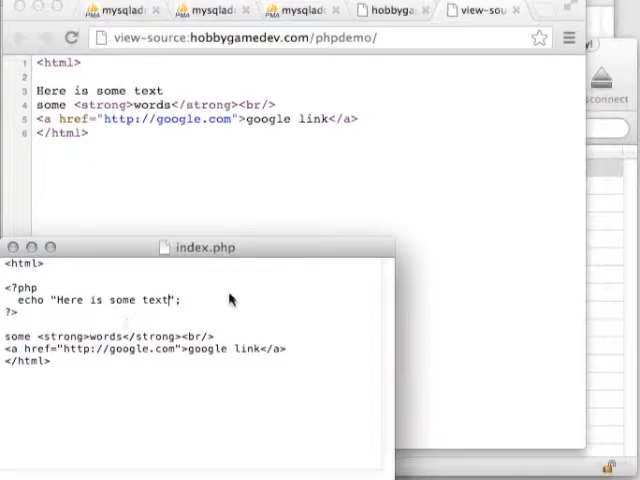 mysqlad
mysqlad
mysqlad
hobbyga
view-sou
view-source:hobbygamedev.com/phpdemo/
1 <html>
2
3 Here is some text
4 some <strong>words</strong><br/>
5 <a href="http://google.com">google link</a>
6 </html>
y!
sconnect
index.php
<html>
<?php
echo "Here is some text";
?>
some <strong>words</strong><br/>
<a href="http://google.com">google link</a>
</html>